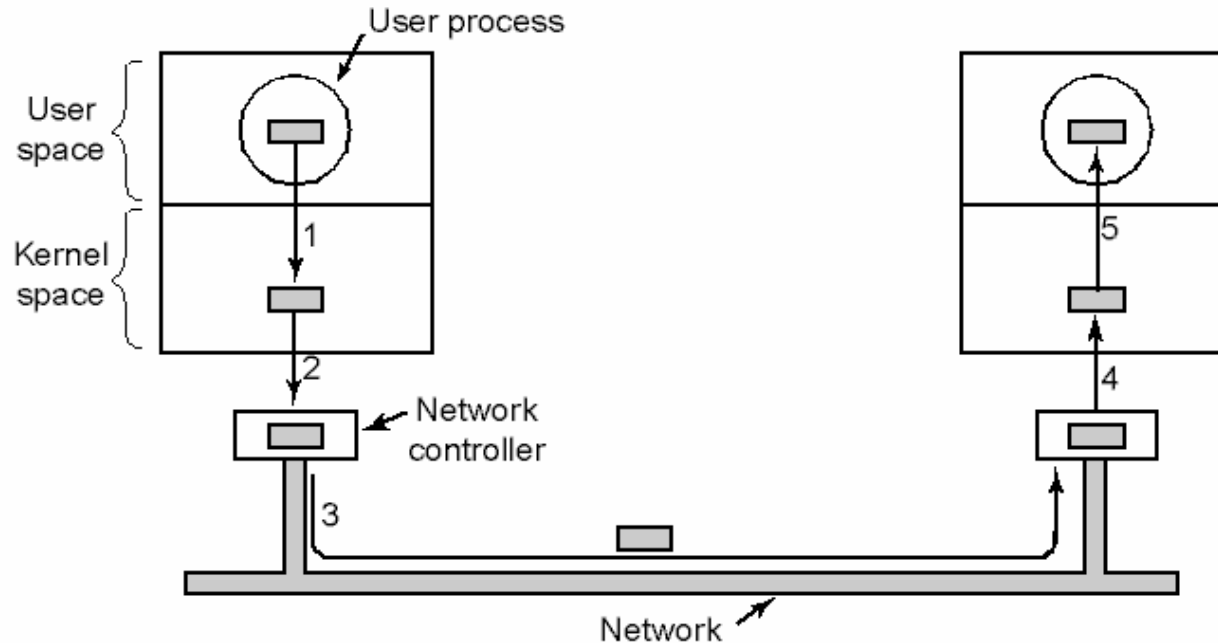 User process
User
space
1
5
Kernel
space
2
4
Network
controller
3
Network